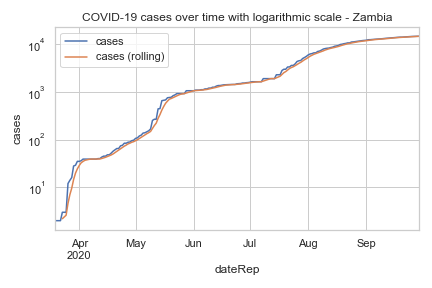 COVID-19 cases over time with logarithmic scale - Zambia
cases
cases (rolling)
10⁴
10³
10²
10¹
cases
Apr May Jun Jul Aug Sep
2020
dateRep